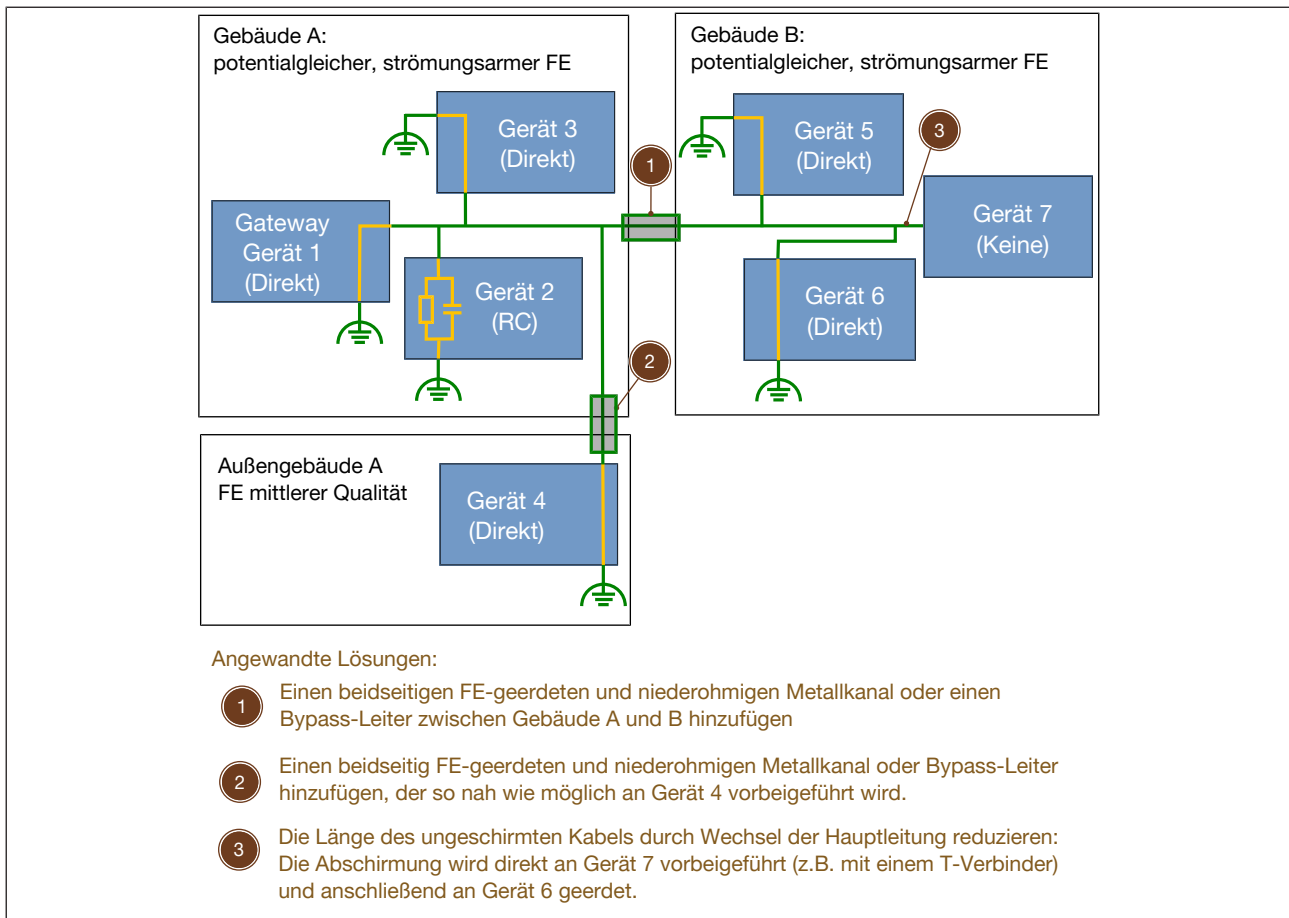 Gebäude A:
potentialgleicher, strömungsarmer FE
Gebäude B:
potentialgleicher, strömungsarmer FE
Gerät 3
(Direkt)
1
Gerät 5
(Direkt)
3
Gateway
Gerät 1
(Direkt)
Gerät 2
(RC)
Gerät 7
(Keine)
Gerät 6
(Direkt)
2
Außengebäude A
FE mittlerer Qualität
Gerät 4
(Direkt)
Angewandte Lösungen:
1
Einen beidseitigen FE-geerdeten und niederohmigen Metallkanal oder einen
Bypass-Leiter zwischen Gebäude A und B hinzufügen
2
Einen beidseitig FE-geerdeten und niederohmigen Metallkanal oder Bypass-Leiter
hinzufügen, der so nah wie möglich an Gerät 4 vorbeigeführt wird.
3
Die Länge des ungeschirmten Kabels durch Wechsel der Hauptleitung reduzieren:
Die Abschirmung wird direkt an Gerät 7 vorbeigeführt (z.B. mit einem T-Verbinder)
und anschließend an Gerät 6 geerdet.